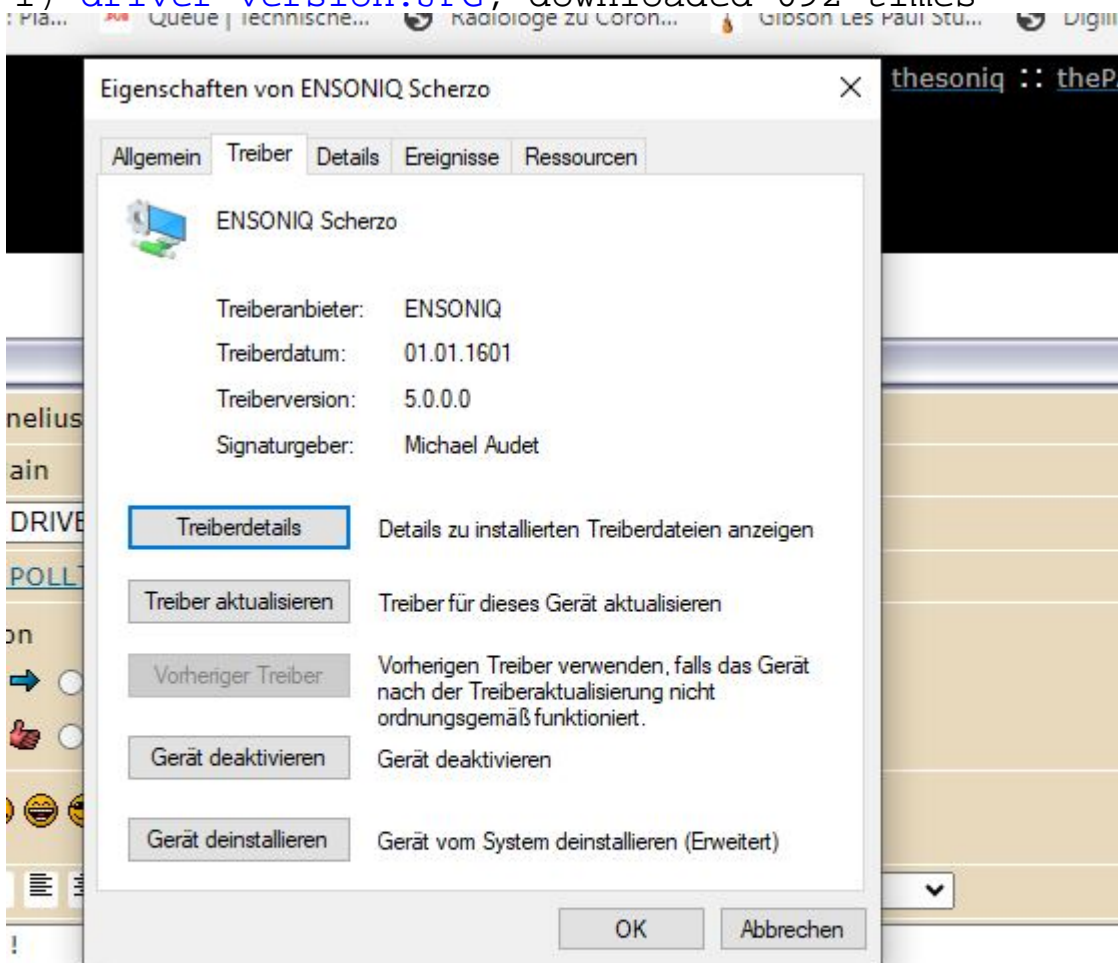 1) driver version.JPG, downloaded 692 times
Queue | Technische... Radiologe zu Coron... Gibson Les Paul Stu...
Eigenschaften von ENSONIQ Scherzo
thesoniq ::
Allgemein Treiber Details Ereignisse Ressourcen
ENSONIQ Scherzo
Treiberanbieter: ENSONIQ
Treiberdatum: 01.01.1601
Treiberversion: 5.0.0.0
Signaturgeber: Michael Audet
nelius
ain
DRIVE
POLL
on
Treiberdetails Details zu installierten Treiberdateien anzeigen
Treiber aktualisieren Treiber für dieses Gerät aktualisieren
Vorheriger Treiber Vorherigen Treiber verwenden, falls das Gerät
nach der Treiberaktualisierung nicht
ordnungsgemäß funktioniert.
Gerät deaktivieren Gerät deaktivieren
Gerät deinstallieren Gerät vom System deinstallieren (Erweitert)
OK Abbrechen
!